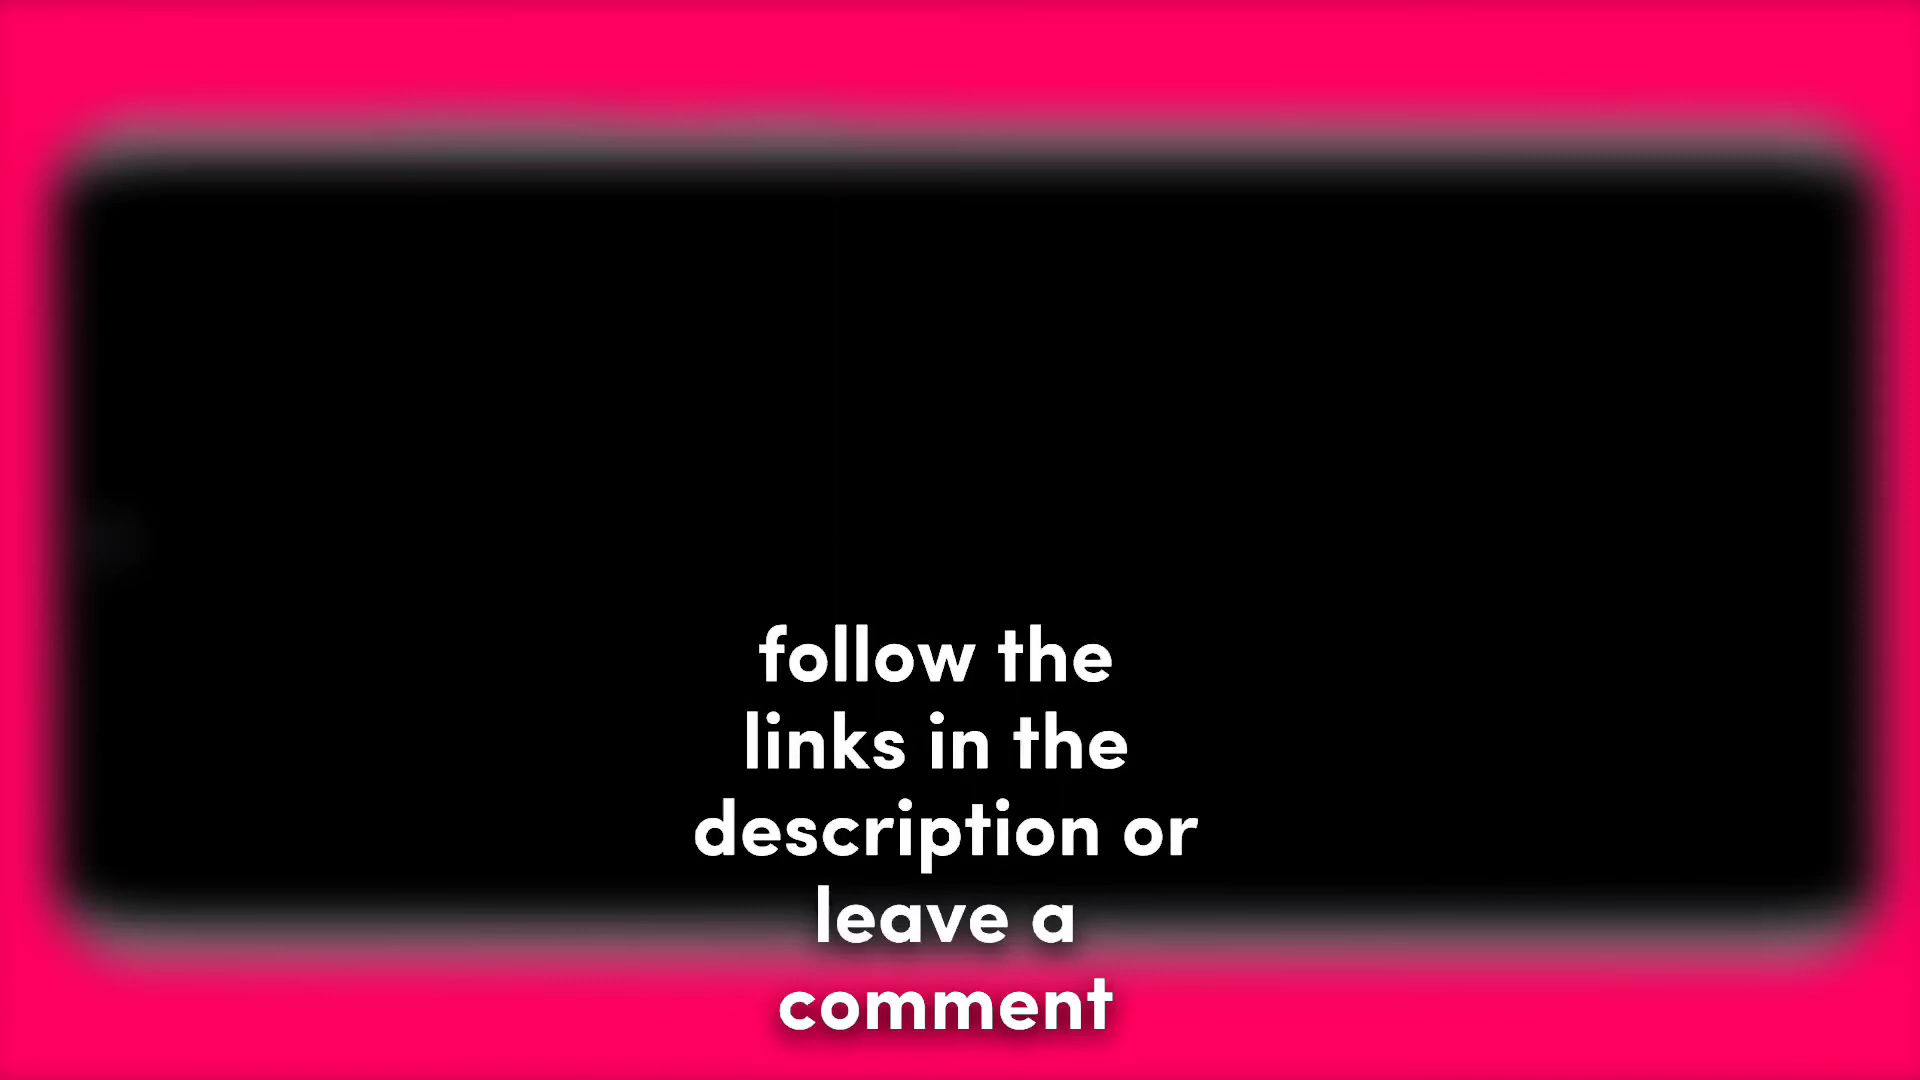 follow the
links in the
description or
leave a
comment